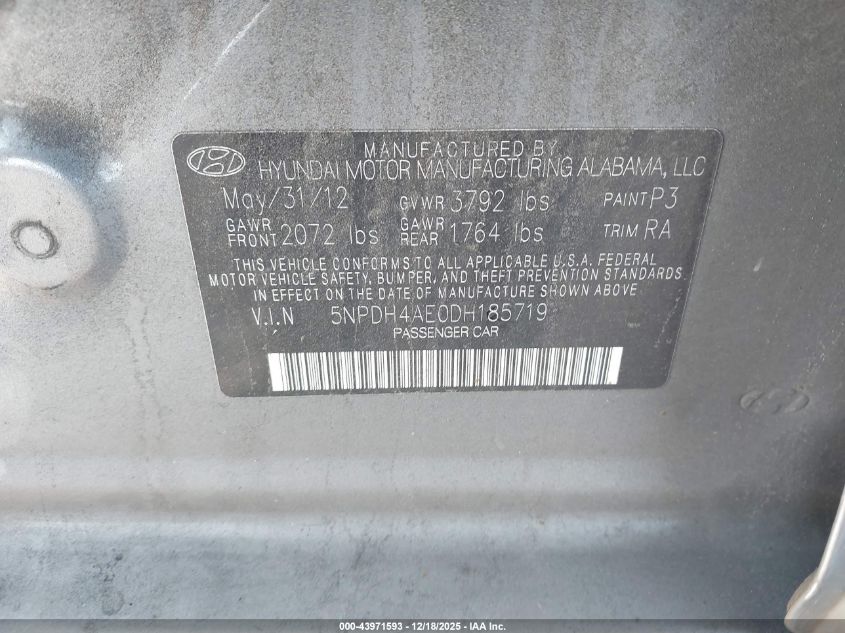 MANUFACTURED BY
HYUNDAI MOTOR MANUFACTURING ALABAMA, LLC
May/31/12 GVWR 3792 lbs PAINT P3
GAWR FRONT 2072 lbs GAWR REAR 1764 lbs TRIM RA
THIS VEHICLE CONFORMS TO ALL APPLICABLE U.S.A. FEDERAL
MOTOR VEHICLE SAFETY, BUMPER, AND THEFT PREVENTION STANDARDS
IN EFFECT ON THE DATE OF MANUFACTURE SHOWN ABOVE
V.I.N 5NPDH4AE0DH185719
PASSENGER CAR
000-43971593 - 12/18/2025 - IAA Inc.